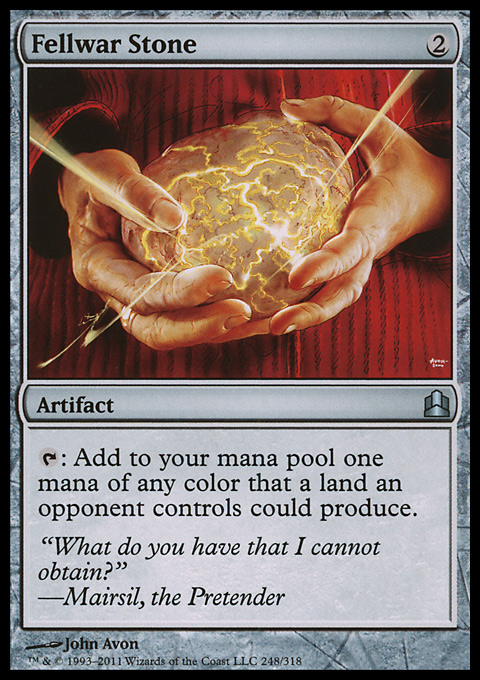 Fellwar Stone 2
Artifact
: Add to your mana pool one
mana of any color that a land an
opponent controls could produce.
“What do you have that I cannot
obtain?”
—Mairsil, the Pretender
John Avon
™ & © 1993–2011 Wizards of the Coast LLC 248/318